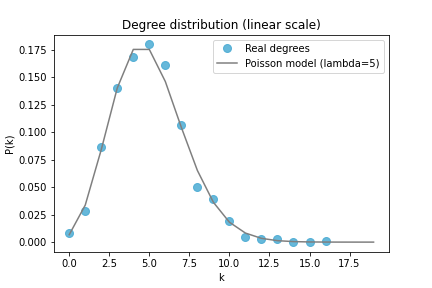 Degree distribution (linear scale)
Real degrees
Poisson model (lambda=5)
P(k)
0.175
0.150
0.125
0.100
0.075
0.050
0.025
0.000
0.0 2.5 5.0 7.5 10.0 12.5 15.0 17.5
k